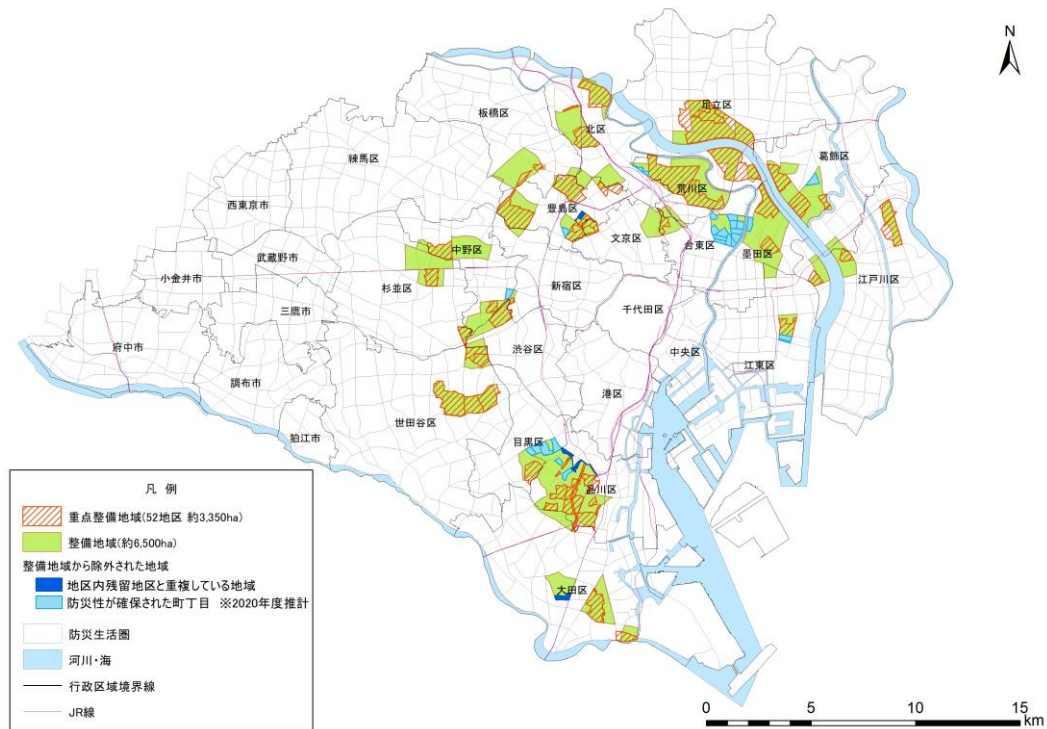 N
足立区
板橋区
北区
葛飾区
練馬区
荒川区
西東京市
豊島区
文京区
台東区
墨田区
中野区
武蔵野市
小金井市
杉並区
新宿区
江戸川区
三鷹市
千代田区
府中市
渋谷区
中央区
江東区
調布市
港区
世田谷区
狛江市
目黒区
品川区
大田区
凡 例
重点整備地域(52地区 約3,350ha)
整備地域(約6,500ha)
整備地域から除外された地域
地区内残留地区と重複している地域
防災性が確保された町丁目 ※2020年度推計
防災生活圏
河川・海
行政区域境界線
JR線
0 5 10 15
km